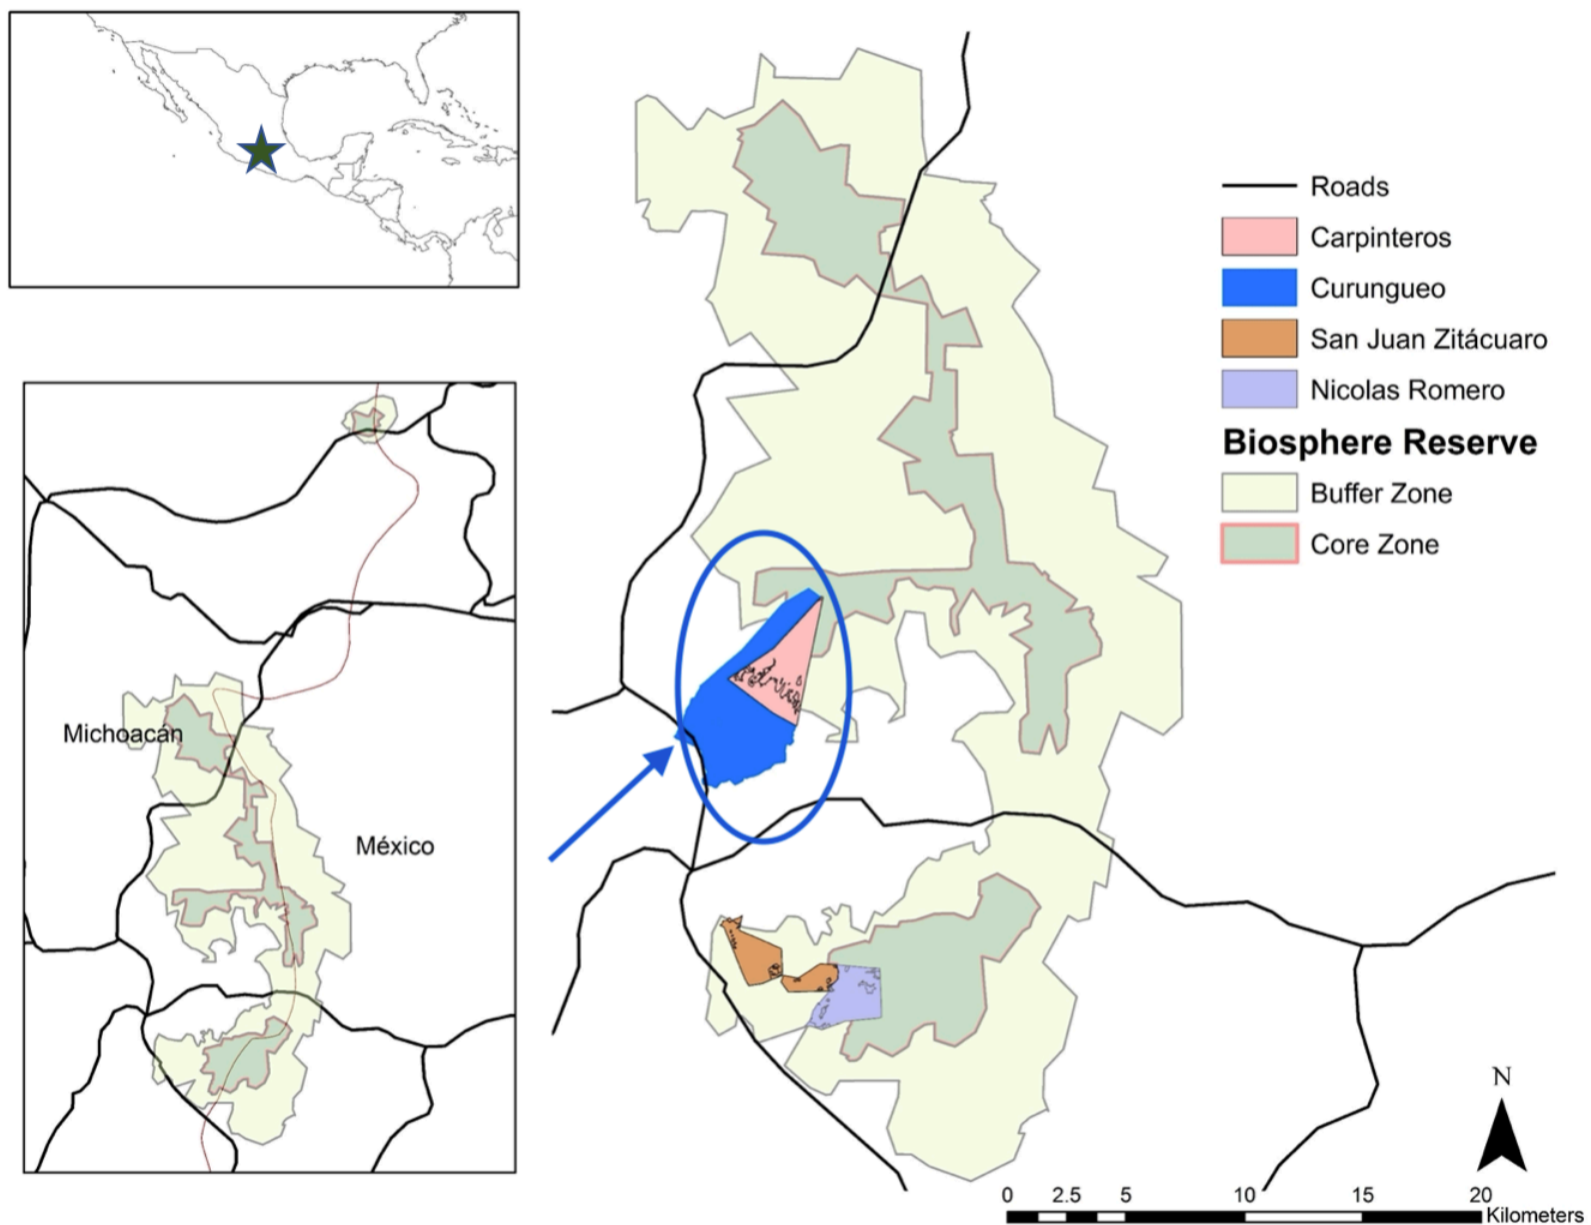 Roads
Carpinteros
Curungueo
San Juan Zitácuaro
Nicolas Romero
Biosphere Reserve
Buffer Zone
Core Zone
Michoacán
México
N
0 2.5 5 10 15 20
Kilometers